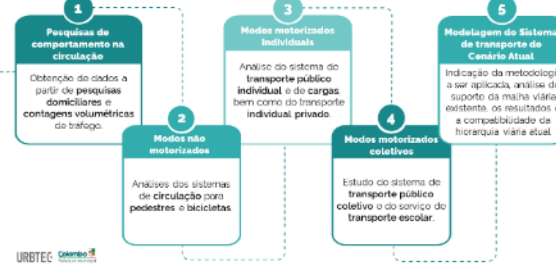 1
Pesquisas de
comportamento na
circulação
Obtenção de dados a
partir de pesquisas
domiciliares e
contagens volumétricas
de tráfego.
2
Modos não
motorizados
Análises dos sistemas
de circulação para
pedestres e bicicletas.
3
Modos motorizados
individuais
Análise do sistema de
transporte público
individual e de cargas,
bem como do transporte
individual privado.
4
Modos motorizados
coletivos
Estudo do sistema de
transporte público
coletivo e do serviço de
transporte escolar.
5
Modelagem do Sistema
de transporte do
Cenário Atual
Indicação da metodologi
a ser aplicada, análise do
suporte da malha viária
existente, os resultados
a compatibilidade da
hierarquia viária atual
URBTEC
Colombo